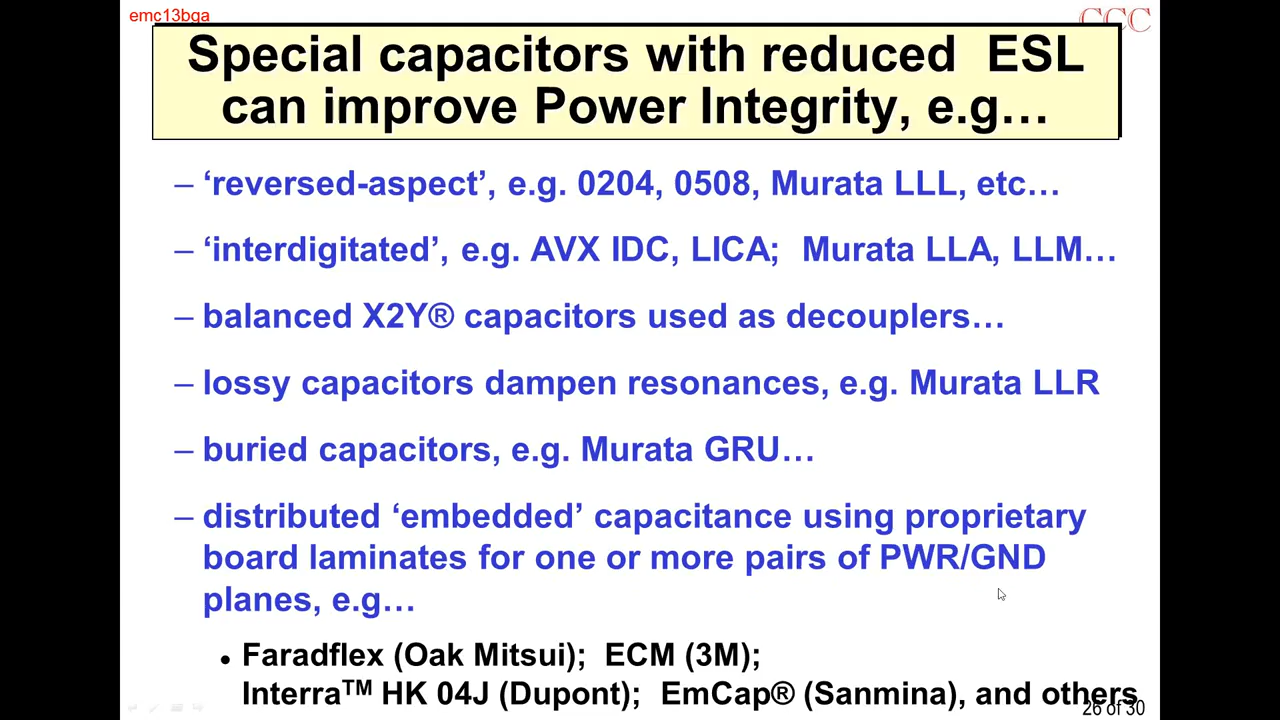 emc13bga
CCC
Special capacitors with reduced  ESL
can improve Power Integrity, e.g…
– ‘reversed-aspect’, e.g. 0204, 0508, Murata LLL, etc…
– ‘interdigitated’, e.g. AVX IDC, LICA;  Murata LLA, LLM…
– balanced X2Y® capacitors used as decouplers…
– lossy capacitors dampen resonances, e.g. Murata LLR
– buried capacitors, e.g. Murata GRU…
– distributed ‘embedded’ capacitance using proprietary
board laminates for one or more pairs of PWR/GND
planes, e.g…
• Faradflex (Oak Mitsui);  ECM (3M);
Interra™ HK 04J (Dupont);  EmCap® (Sanmina), and others
26 of 30